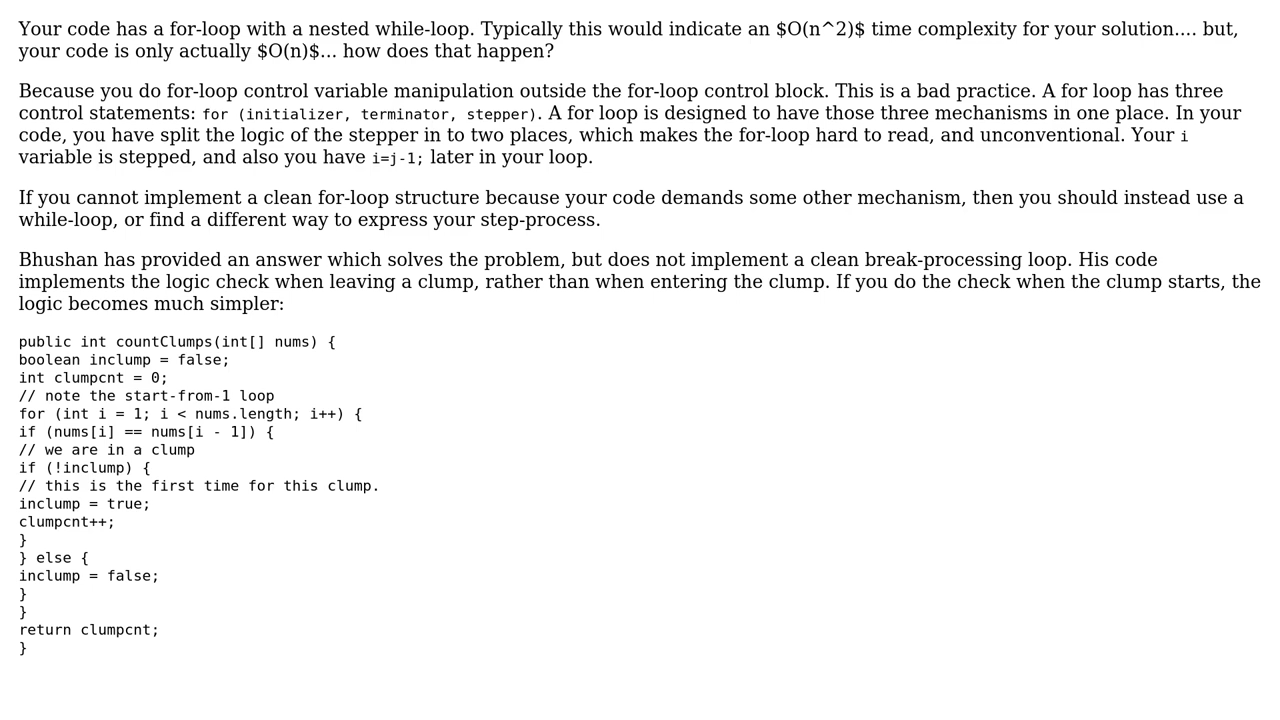 Your code has a for-loop with a nested while-loop. Typically this would indicate an $O(n^2)$ time complexity for your solution.... but,
your code is only actually $O(n)$... how does that happen?
Because you do for-loop control variable manipulation outside the for-loop control block. This is a bad practice. A for loop has three
control statements: for (initializer, terminator, stepper). A for loop is designed to have those three mechanisms in one place. In your
code, you have split the logic of the stepper in to two places, which makes the for-loop hard to read, and unconventional. Your i
variable is stepped, and also you have i=j-1; later in your loop.
If you cannot implement a clean for-loop structure because your code demands some other mechanism, then you should instead use a
while-loop, or find a different way to express your step-process.
Bhushan has provided an answer which solves the problem, but does not implement a clean break-processing loop. His code
implements the logic check when leaving a clump, rather than when entering the clump. If you do the check when the clump starts, the
logic becomes much simpler:
public int countClumps(int[] nums) {
boolean inclump = false;
int clumpcnt = 0;
// note the start-from-1 loop
for (int i = 1; i < nums.length; i++) {
if (nums[i] == nums[i - 1]) {
// we are in a clump
if (!inclump) {
// this is the first time for this clump.
inclump = true;
clumpcnt++;
}
} else {
inclump = false;
}
}
return clumpcnt;
}